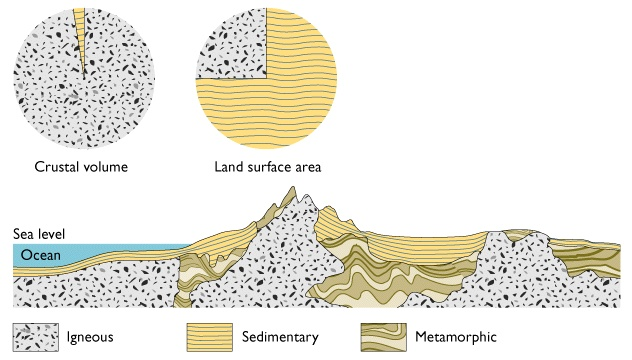 Crustal volume
Land surface area
Sea level
Ocean
Igneous
Sedimentary
Metamorphic